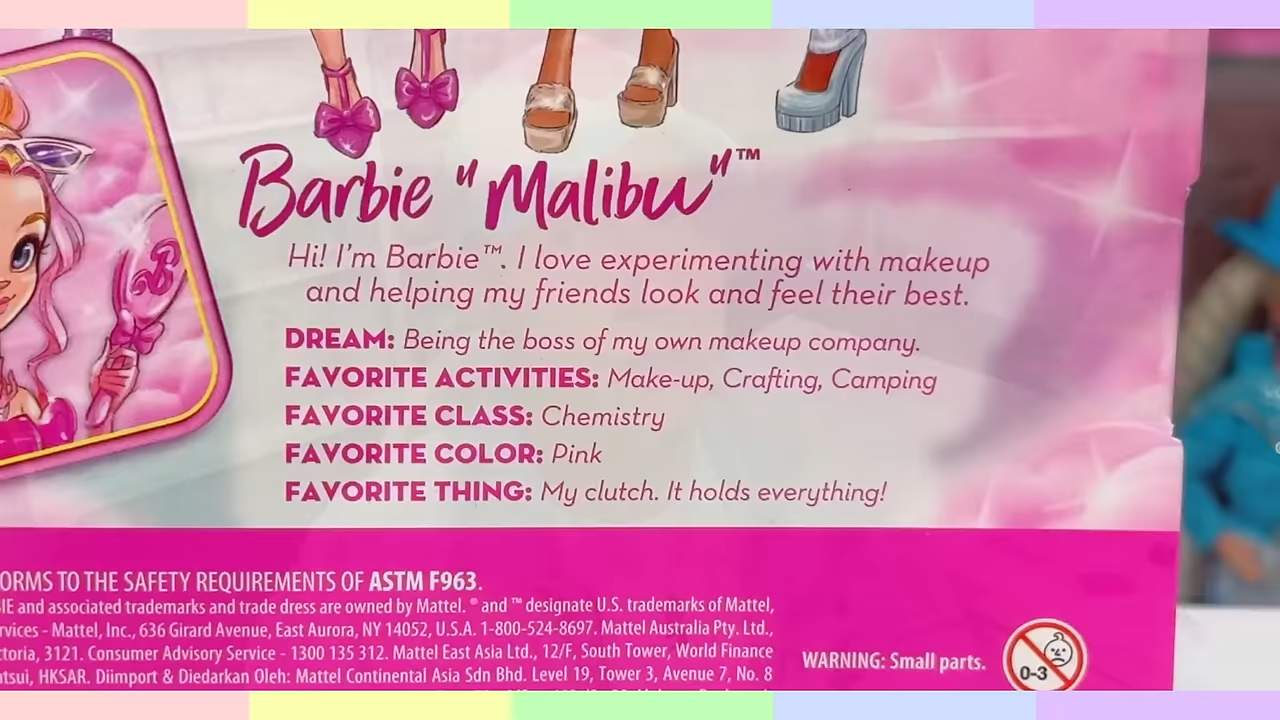 Barbie "Malibu"™
Hi! I'm Barbie™. I love experimenting with makeup
and helping my friends look and feel their best.
DREAM: Being the boss of my own makeup company.
FAVORITE ACTIVITIES: Make-up, Crafting, Camping
FAVORITE CLASS: Chemistry
FAVORITE COLOR: Pink
FAVORITE THING: My clutch. It holds everything!
ORMS TO THE SAFETY REQUIREMENTS OF ASTM F963.
IE and associated trademarks and trade dress are owned by Mattel. ® and ™ designate U.S. trademarks of Mattel,
rvices - Mattel, Inc., 636 Girard Avenue, East Aurora, NY 14052, U.S.A. 1-800-524-8697. Mattel Australia Pty. Ltd.,
ctoria, 3121. Consumer Advisory Service - 1300 135 312. Mattel East Asia Ltd., 12/F, South Tower, World Finance
atsui, HKSAR. Diimport & Diedarkan Oleh: Mattel Continental Asia Sdn Bhd. Level 19, Tower 3, Avenue 7, No. 8
WARNING: Small parts.
0-3
B